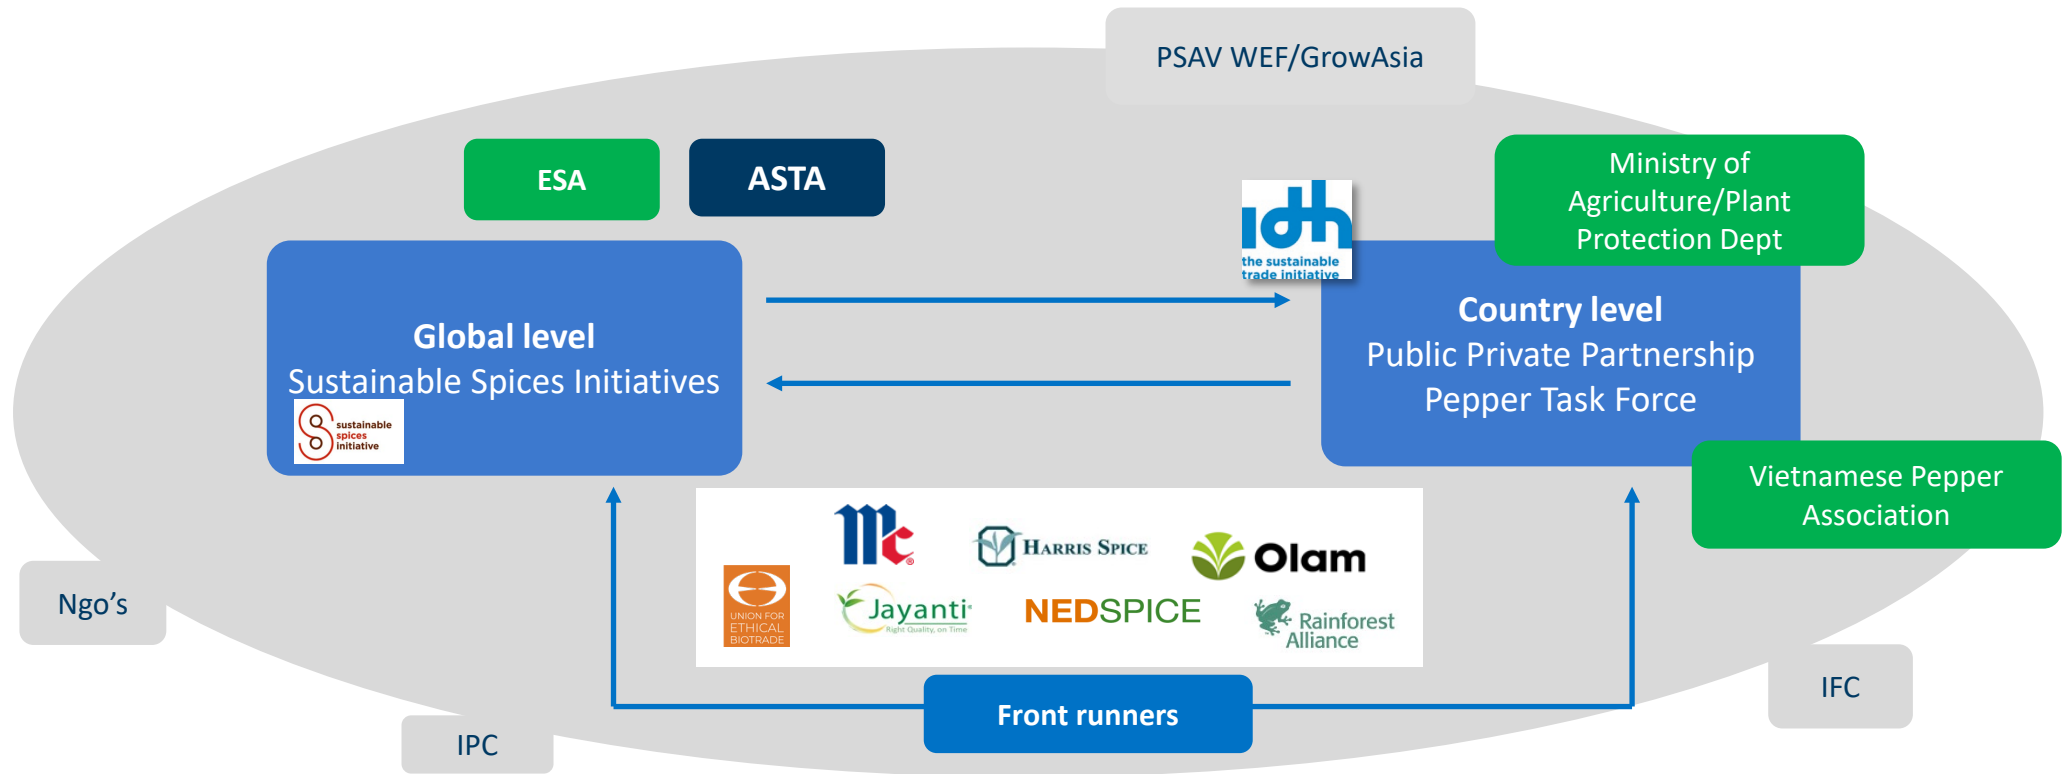 PSAV WEF/GrowAsia
ESA
ASTA
Ministry of
Agriculture/Plant
Protection Dept
idh
the sustainable
trade initiative
Global level
Sustainable Spices Initiatives
sustainable
spices
initiative
Country level
Public Private Partnership
Pepper Task Force
Vietnamese Pepper
Association
Mc®
HARRIS SPICE
Olam
UNION FOR
ETHICAL
BIOTRADE
Jayanti
Right Quality, on Time
NEDSPICE
Rainforest
Alliance
Ngo's
IFC
Front runners
IPC